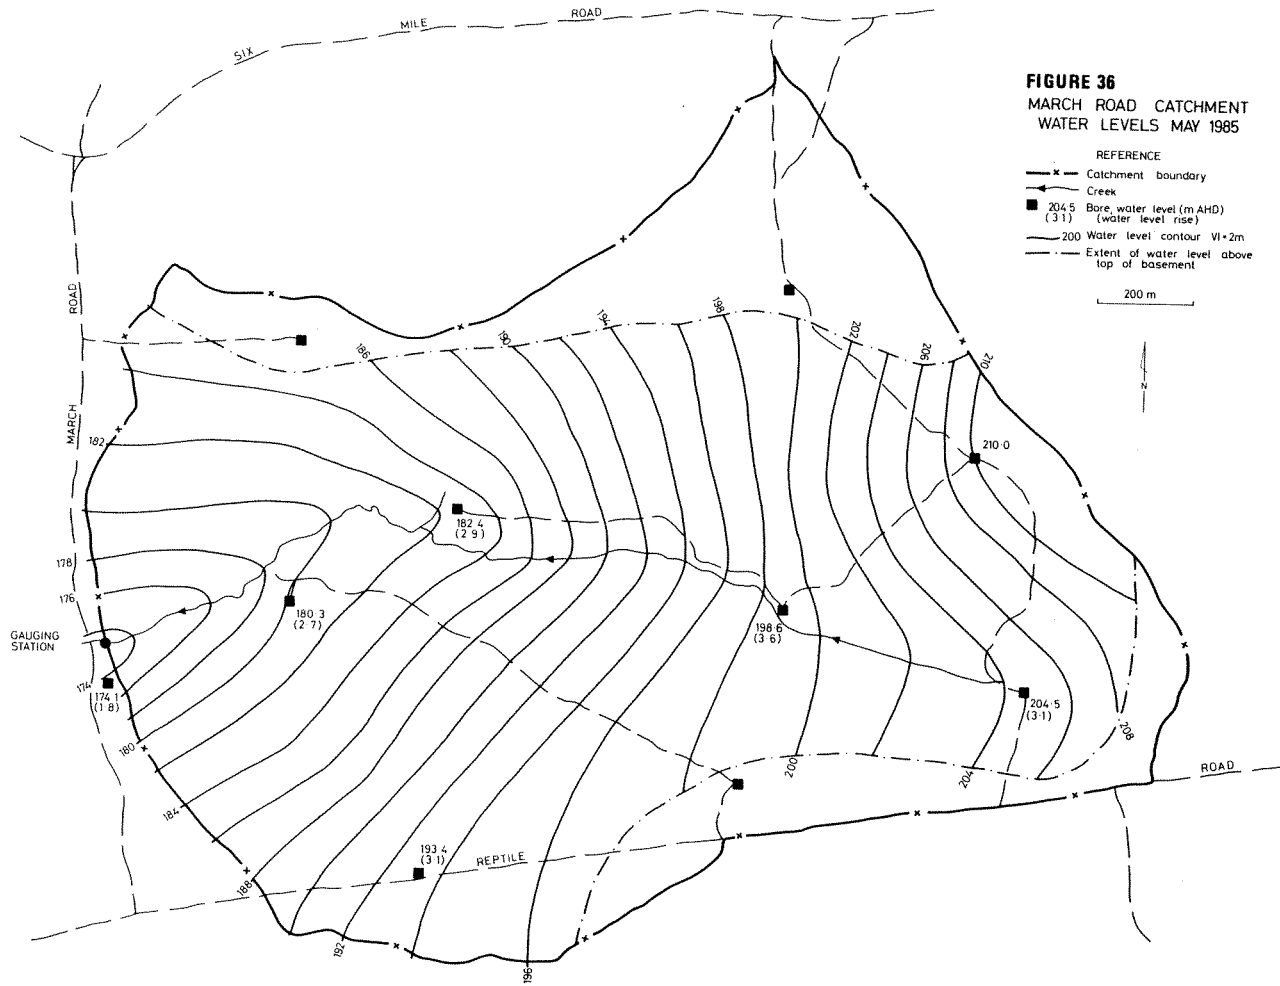 SIX MILE ROAD
FIGURE 36
MARCH ROAD CATCHMENT
WATER LEVELS MAY 1985
REFERENCE
Catchment boundary
Creek
204·5 Bore, water level (m AHD)
(3·1) (water level rise)
200 Water level contour VI=2m
Extent of water level above
top of basement
200 m
N
MARCH ROAD
186
190
194
198
202
206
210
182
210·0
182 4
(2 9)
178
176
180·3
(2·7)
198·6
(3·6)
GAUGING
STATION
174
174·1
(1·8)
204·5
(3·1)
208
180
200
204
ROAD
184
193 4
(3·1)
REPTILE
188
192
196